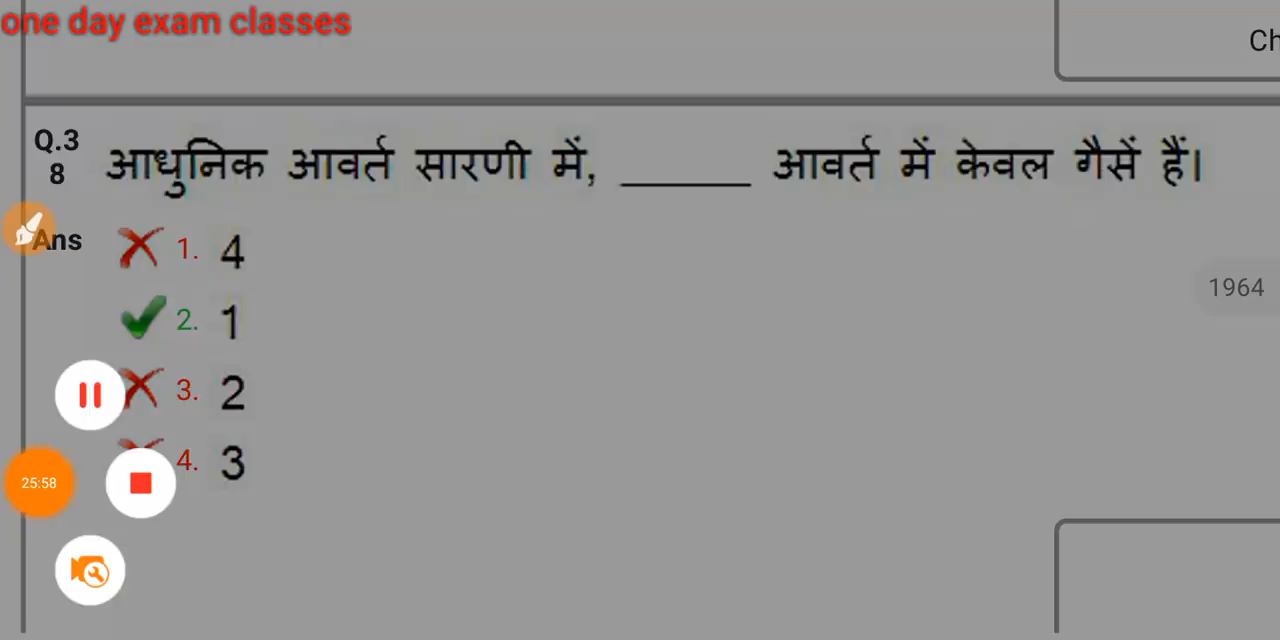 one day exam classes
Ch
Q.3
8
आधुनिक आवर्त सारणी में, ______ आवर्त में केवल गैसें हैं।
Ans
1. 4
1964
2. 1
3. 2
4. 3
25:58